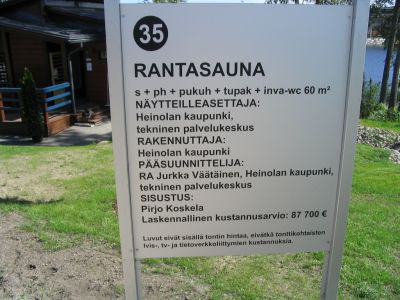 35
RANTASAUNA
s + ph + pukuh + tupak + inva-wc 60 m²
NÄYTTEILLEASETTAJA:
Heinolan kaupunki,
tekninen palvelukeskus
RAKENNUTTAJA:
Heinolan kaupunki
PÄÄSUUNNITTELIJA:
RA Jurkka Väätäinen, Heinolan kaupunki,
tekninen palvelukeskus
SISUSTUS:
Pirjo Koskela
Laskennallinen kustannusarvio: 87 700 €
Luvut eivät sisällä tontin hintaa, eivätkä tonttikohtaisten
lvis-, tv- ja tietoverkkoliittymien kustannuksia.